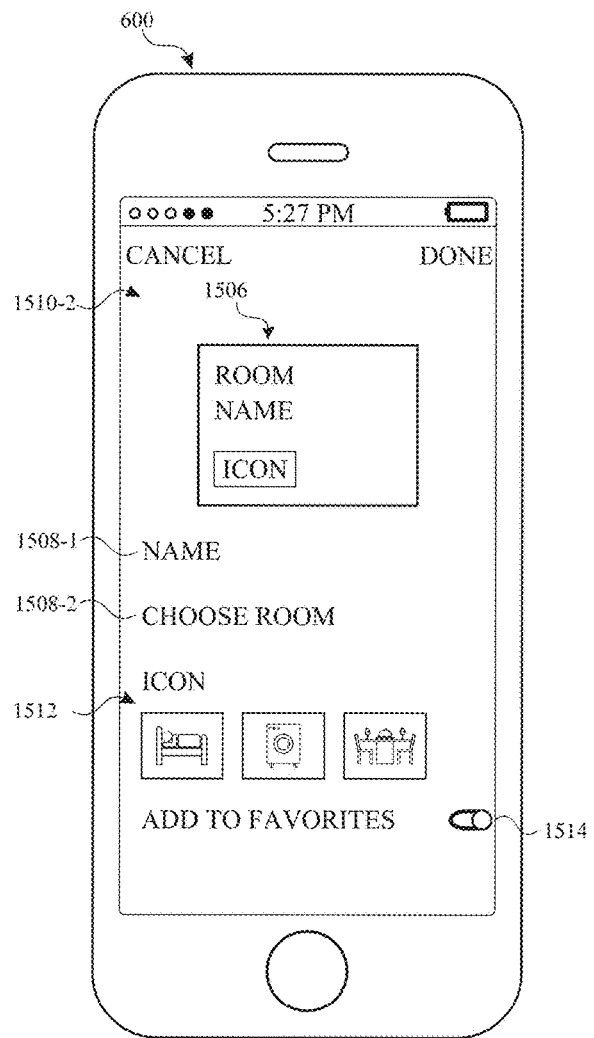 600
5:27 PM
CANCEL DONE
1510-2
1506
ROOM
NAME
ICON
1508-1
NAME
1508-2
CHOOSE ROOM
ICON
1512
ADD TO FAVORITES
1514